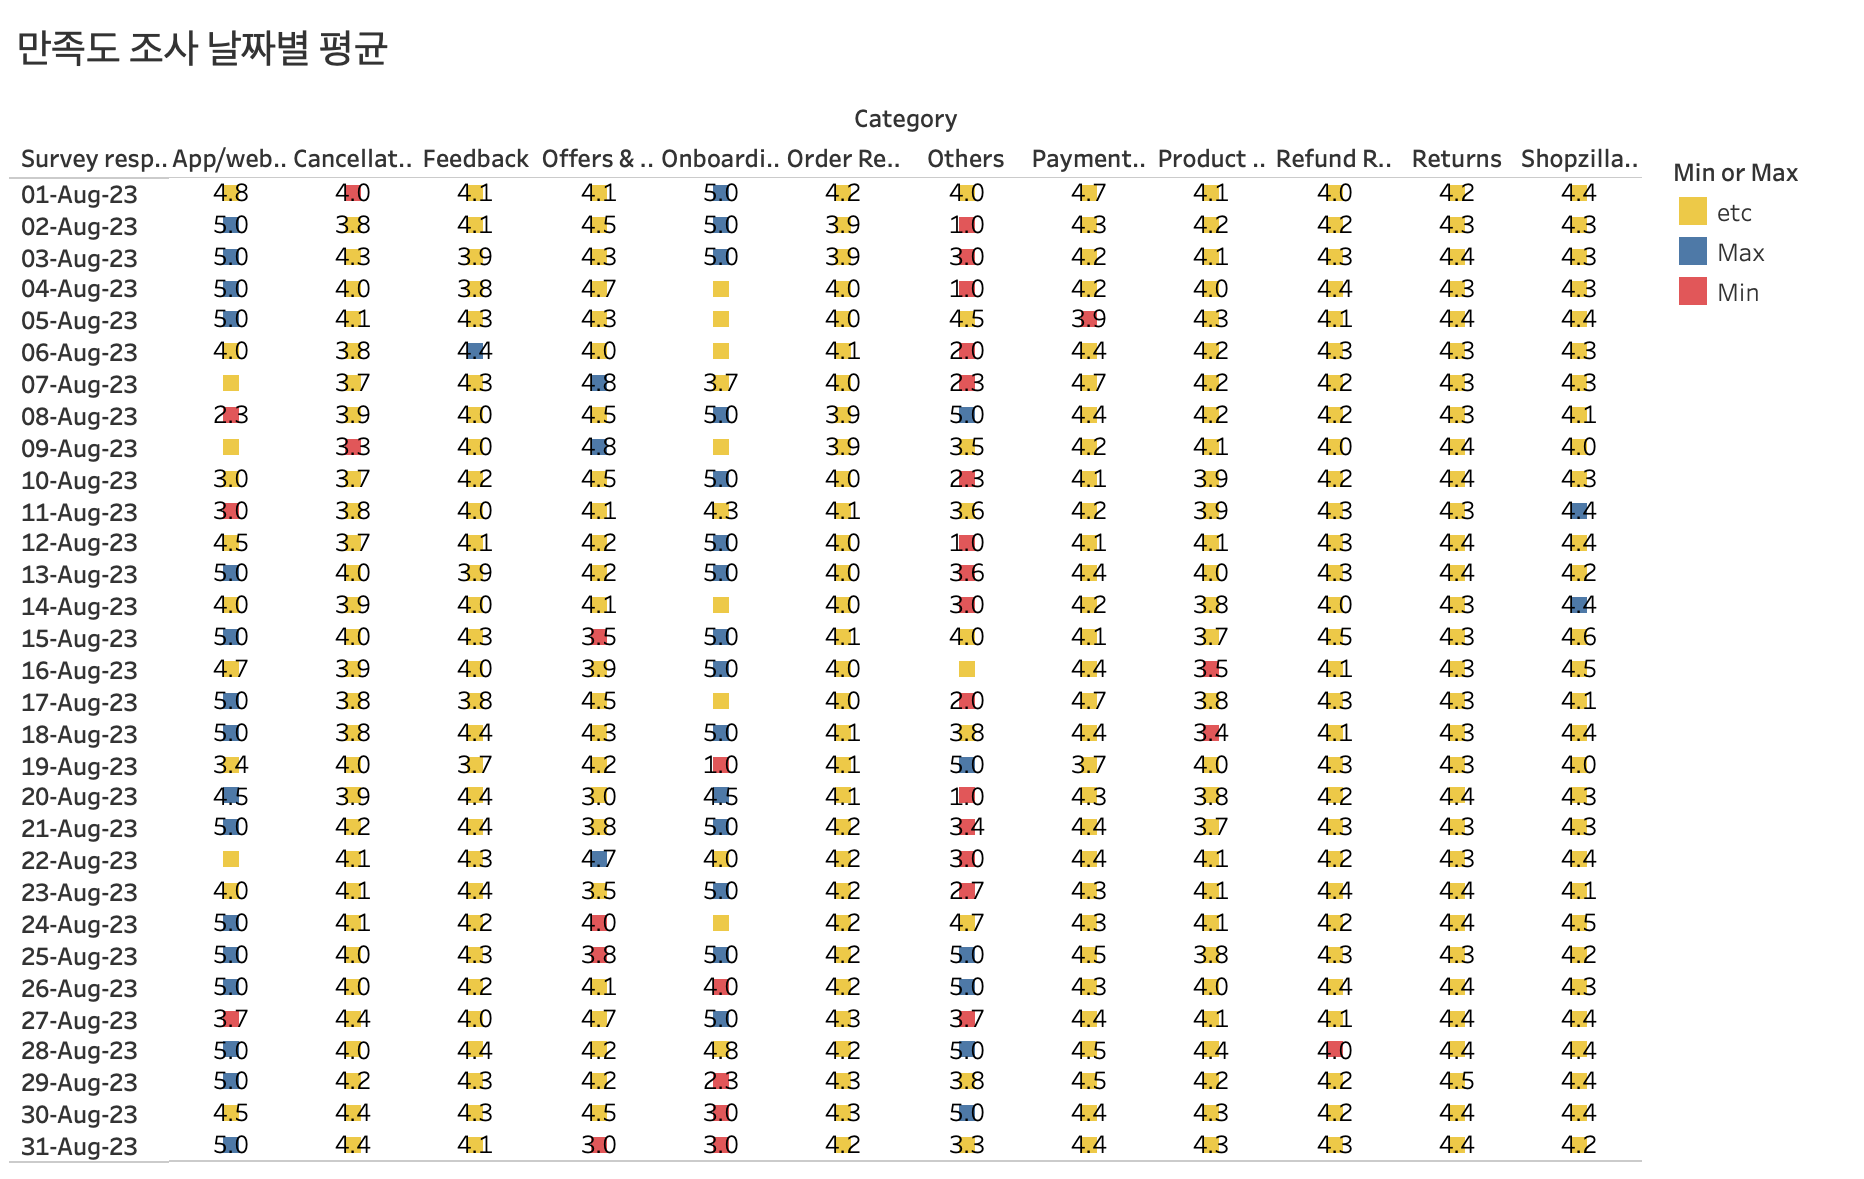 만족도 조사 날짜별 평균
Category
Survey resp.. App/web.. Cancellat.. Feedback Offers & .. Onboardi.. Order Re.. Others Payment.. Product .. Refund R.. Returns Shopzilla..
Min or Max
etc
Max
Min
01-Aug-23 4.8 4.0 4.1 4.1 5.0 4.2 4.0 4.7 4.1 4.0 4.2 4.4
02-Aug-23 5.0 3.8 4.1 4.5 5.0 3.9 1.0 4.3 4.2 4.2 4.3 4.3
03-Aug-23 5.0 4.3 3.9 4.3 5.0 3.9 3.0 4.2 4.1 4.3 4.4 4.3
04-Aug-23 5.0 4.0 3.8 4.7 4.0 1.0 4.2 4.0 4.4 4.3 4.3
05-Aug-23 5.0 4.1 4.3 4.3 4.0 4.5 3.9 4.3 4.1 4.4 4.4
06-Aug-23 4.0 3.8 4.4 4.0 4.1 2.0 4.4 4.2 4.3 4.3 4.3
07-Aug-23 3.7 4.3 4.8 3.7 4.0 2.3 4.7 4.2 4.2 4.3 4.3
08-Aug-23 2.3 3.9 4.0 4.5 5.0 3.9 5.0 4.4 4.2 4.2 4.3 4.1
09-Aug-23 3.3 4.0 4.8 3.9 3.5 4.2 4.1 4.0 4.4 4.0
10-Aug-23 3.0 3.7 4.2 4.5 5.0 4.0 2.3 4.1 3.9 4.2 4.4 4.3
11-Aug-23 3.0 3.8 4.0 4.1 4.3 4.1 3.6 4.2 3.9 4.3 4.3 4.4
12-Aug-23 4.5 3.7 4.1 4.2 5.0 4.0 1.0 4.1 4.1 4.3 4.4 4.4
13-Aug-23 5.0 4.0 3.9 4.2 5.0 4.0 3.6 4.4 4.0 4.3 4.4 4.2
14-Aug-23 4.0 3.9 4.0 4.1 4.0 3.0 4.2 3.8 4.0 4.3 4.4
15-Aug-23 5.0 4.0 4.3 3.5 5.0 4.1 4.0 4.1 3.7 4.5 4.3 4.6
16-Aug-23 4.7 3.9 4.0 3.9 5.0 4.0 4.4 3.5 4.1 4.3 4.5
17-Aug-23 5.0 3.8 3.8 4.5 4.0 2.0 4.7 3.8 4.3 4.3 4.1
18-Aug-23 5.0 3.8 4.4 4.3 5.0 4.1 3.8 4.4 3.4 4.1 4.3 4.4
19-Aug-23 3.4 4.0 3.7 4.2 1.0 4.1 5.0 3.7 4.0 4.3 4.3 4.0
20-Aug-23 4.5 3.9 4.4 3.0 4.5 4.1 1.0 4.3 3.8 4.2 4.4 4.3
21-Aug-23 5.0 4.2 4.4 3.8 5.0 4.2 3.4 4.4 3.7 4.3 4.3 4.3
22-Aug-23 4.1 4.3 4.7 4.0 4.2 3.0 4.4 4.1 4.2 4.3 4.4
23-Aug-23 4.0 4.1 4.4 3.5 5.0 4.2 2.7 4.3 4.1 4.4 4.4 4.1
24-Aug-23 5.0 4.1 4.2 4.0 4.2 4.7 4.3 4.1 4.2 4.4 4.5
25-Aug-23 5.0 4.0 4.3 3.8 5.0 4.2 5.0 4.5 3.8 4.3 4.3 4.2
26-Aug-23 5.0 4.0 4.2 4.1 4.0 4.2 5.0 4.3 4.0 4.4 4.4 4.3
27-Aug-23 3.7 4.4 4.0 4.7 5.0 4.3 3.7 4.4 4.1 4.1 4.4 4.4
28-Aug-23 5.0 4.0 4.4 4.2 4.8 4.2 5.0 4.5 4.4 4.0 4.4 4.4
29-Aug-23 5.0 4.2 4.3 4.2 2.3 4.3 3.8 4.5 4.2 4.2 4.5 4.4
30-Aug-23 4.5 4.4 4.3 4.5 3.0 4.3 5.0 4.4 4.3 4.2 4.4 4.4
31-Aug-23 5.0 4.4 4.1 3.0 3.0 4.2 3.3 4.4 4.3 4.3 4.4 4.2